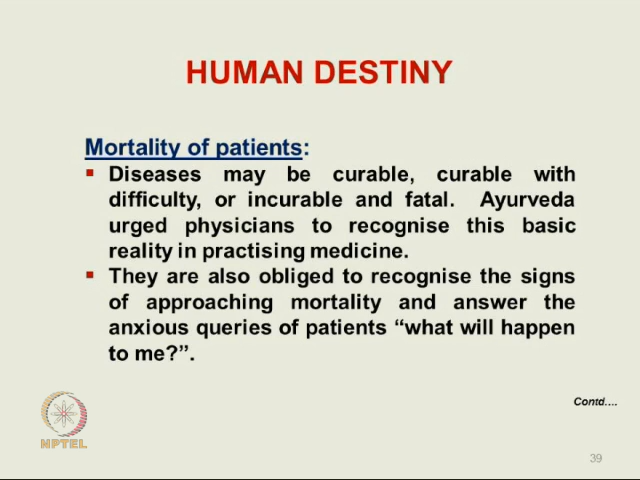 HUMAN DESTINY
Mortality of patients:
▪ Diseases may be curable, curable with
difficulty, or incurable and fatal. Ayurveda
urged physicians to recognise this basic
reality in practising medicine.
▪ They are also obliged to recognise the signs
of approaching mortality and answer the
anxious queries of patients “what will happen
to me?”.
Contd....
NPTEL
39